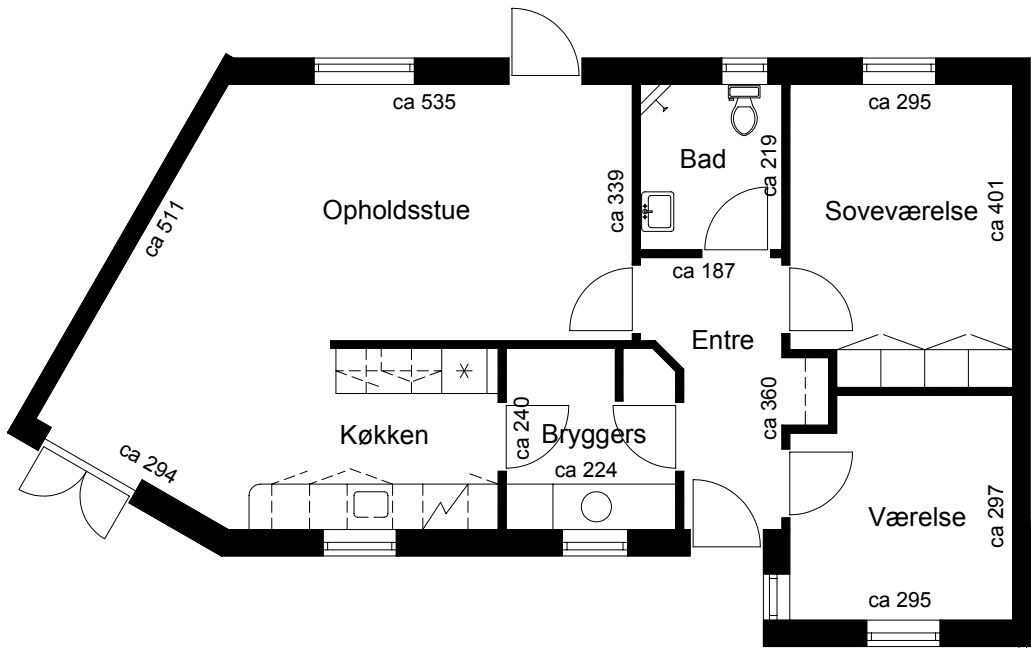 ca 535
ca 295
Bad
ca 219
ca 339
Opholdsstue
Soveværelse
ca 401
ca 511
ca 187
Entre
ca 360
ca 240
Køkken
Bryggers
ca 294
ca 224
Værelse
ca 297
ca 295